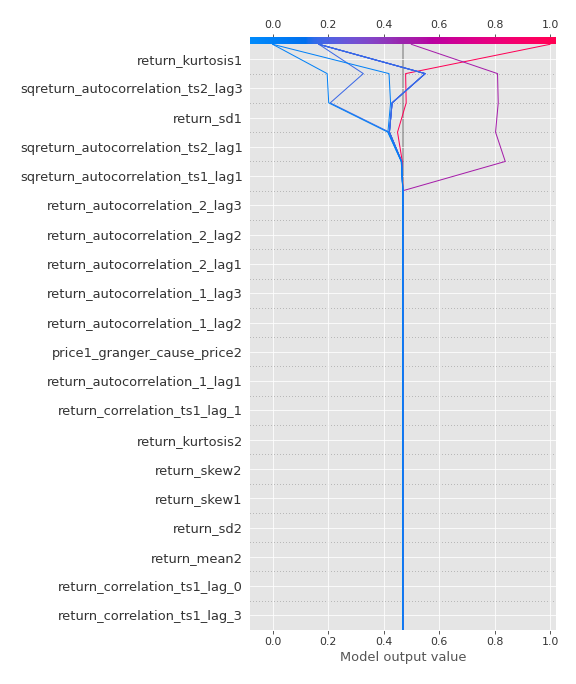 0.0 0.2 0.4 0.6 0.8 1.0
return_kurtosis1
sqreturn_autocorrelation_ts2_lag3
return_sd1
sqreturn_autocorrelation_ts2_lag1
sqreturn_autocorrelation_ts1_lag1
return_autocorrelation_2_lag3
return_autocorrelation_2_lag2
return_autocorrelation_2_lag1
return_autocorrelation_1_lag3
return_autocorrelation_1_lag2
price1_granger_cause_price2
return_autocorrelation_1_lag1
return_correlation_ts1_lag_1
return_kurtosis2
return_skew2
return_skew1
return_sd2
return_mean2
return_correlation_ts1_lag_0
return_correlation_ts1_lag_3
0.0 0.2 0.4 0.6 0.8 1.0
Model output value